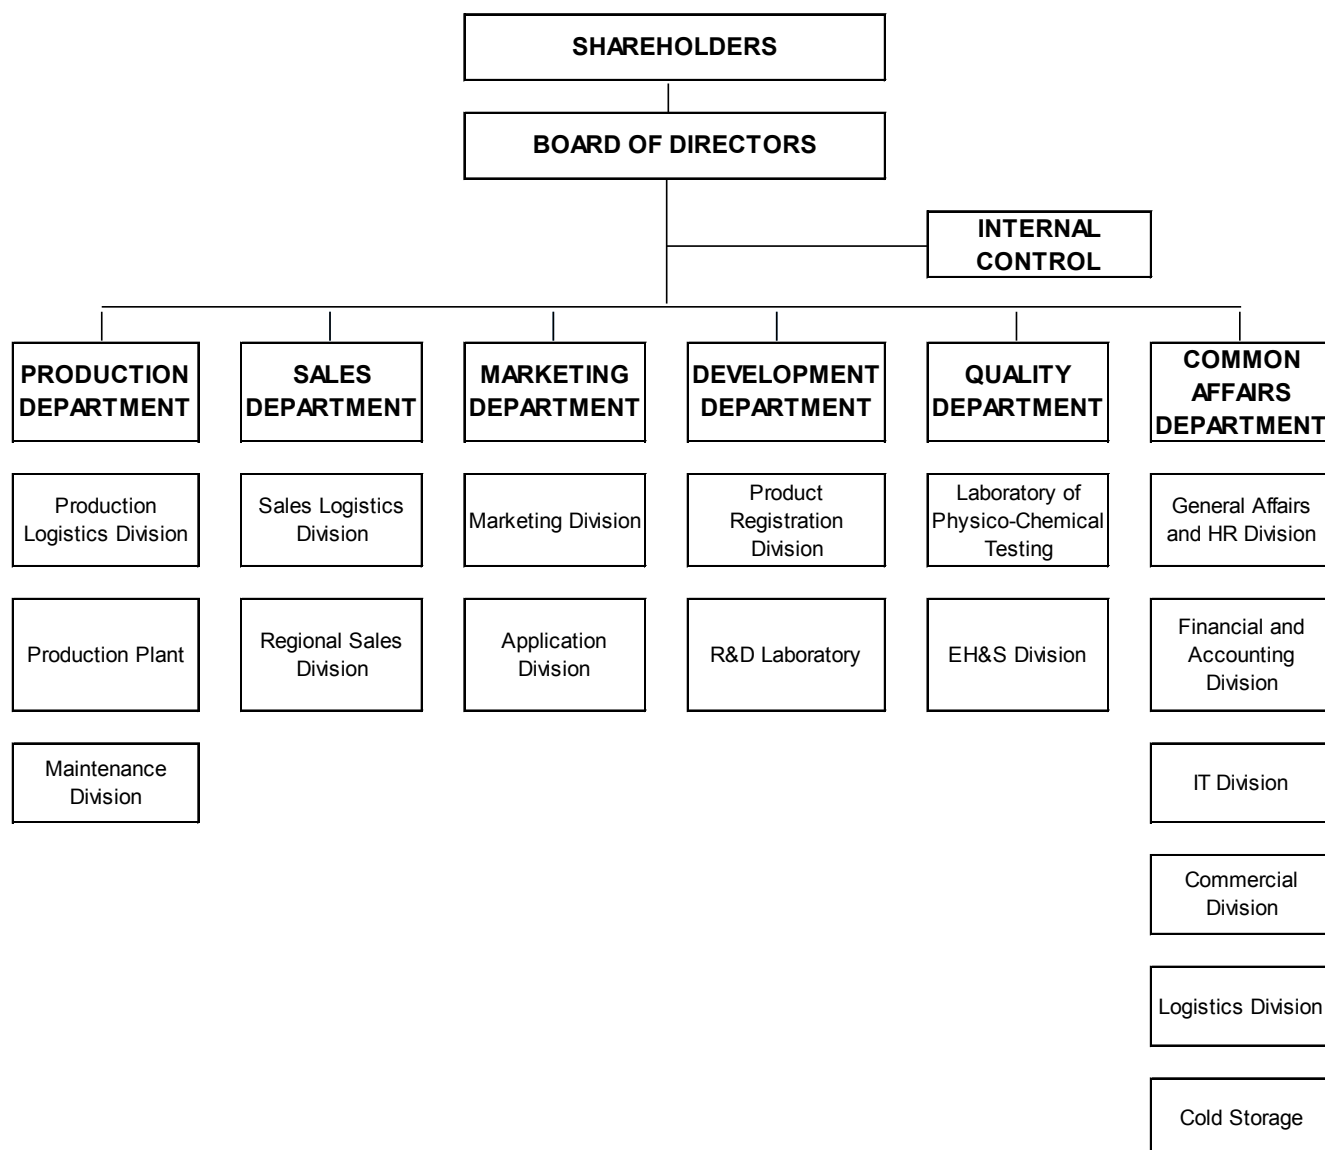 SHAREHOLDERS
BOARD OF DIRECTORS
INTERNAL
CONTROL
PRODUCTION
DEPARTMENT
SALES
DEPARTMENT
MARKETING
DEPARTMENT
DEVELOPMENT
DEPARTMENT
QUALITY
DEPARTMENT
COMMON
AFFAIRS
DEPARTMENT
Production
Logistics Division
Sales Logistics
Division
Marketing Division
Product
Registration
Division
Laboratory of
Physico-Chemical
Testing
General Affairs
and HR Division
Production Plant
Regional Sales
Division
Application
Division
R&D Laboratory
EH&S Division
Financial and
Accounting
Division
Maintenance
Division
IT Division
Commercial
Division
Logistics Division
Cold Storage